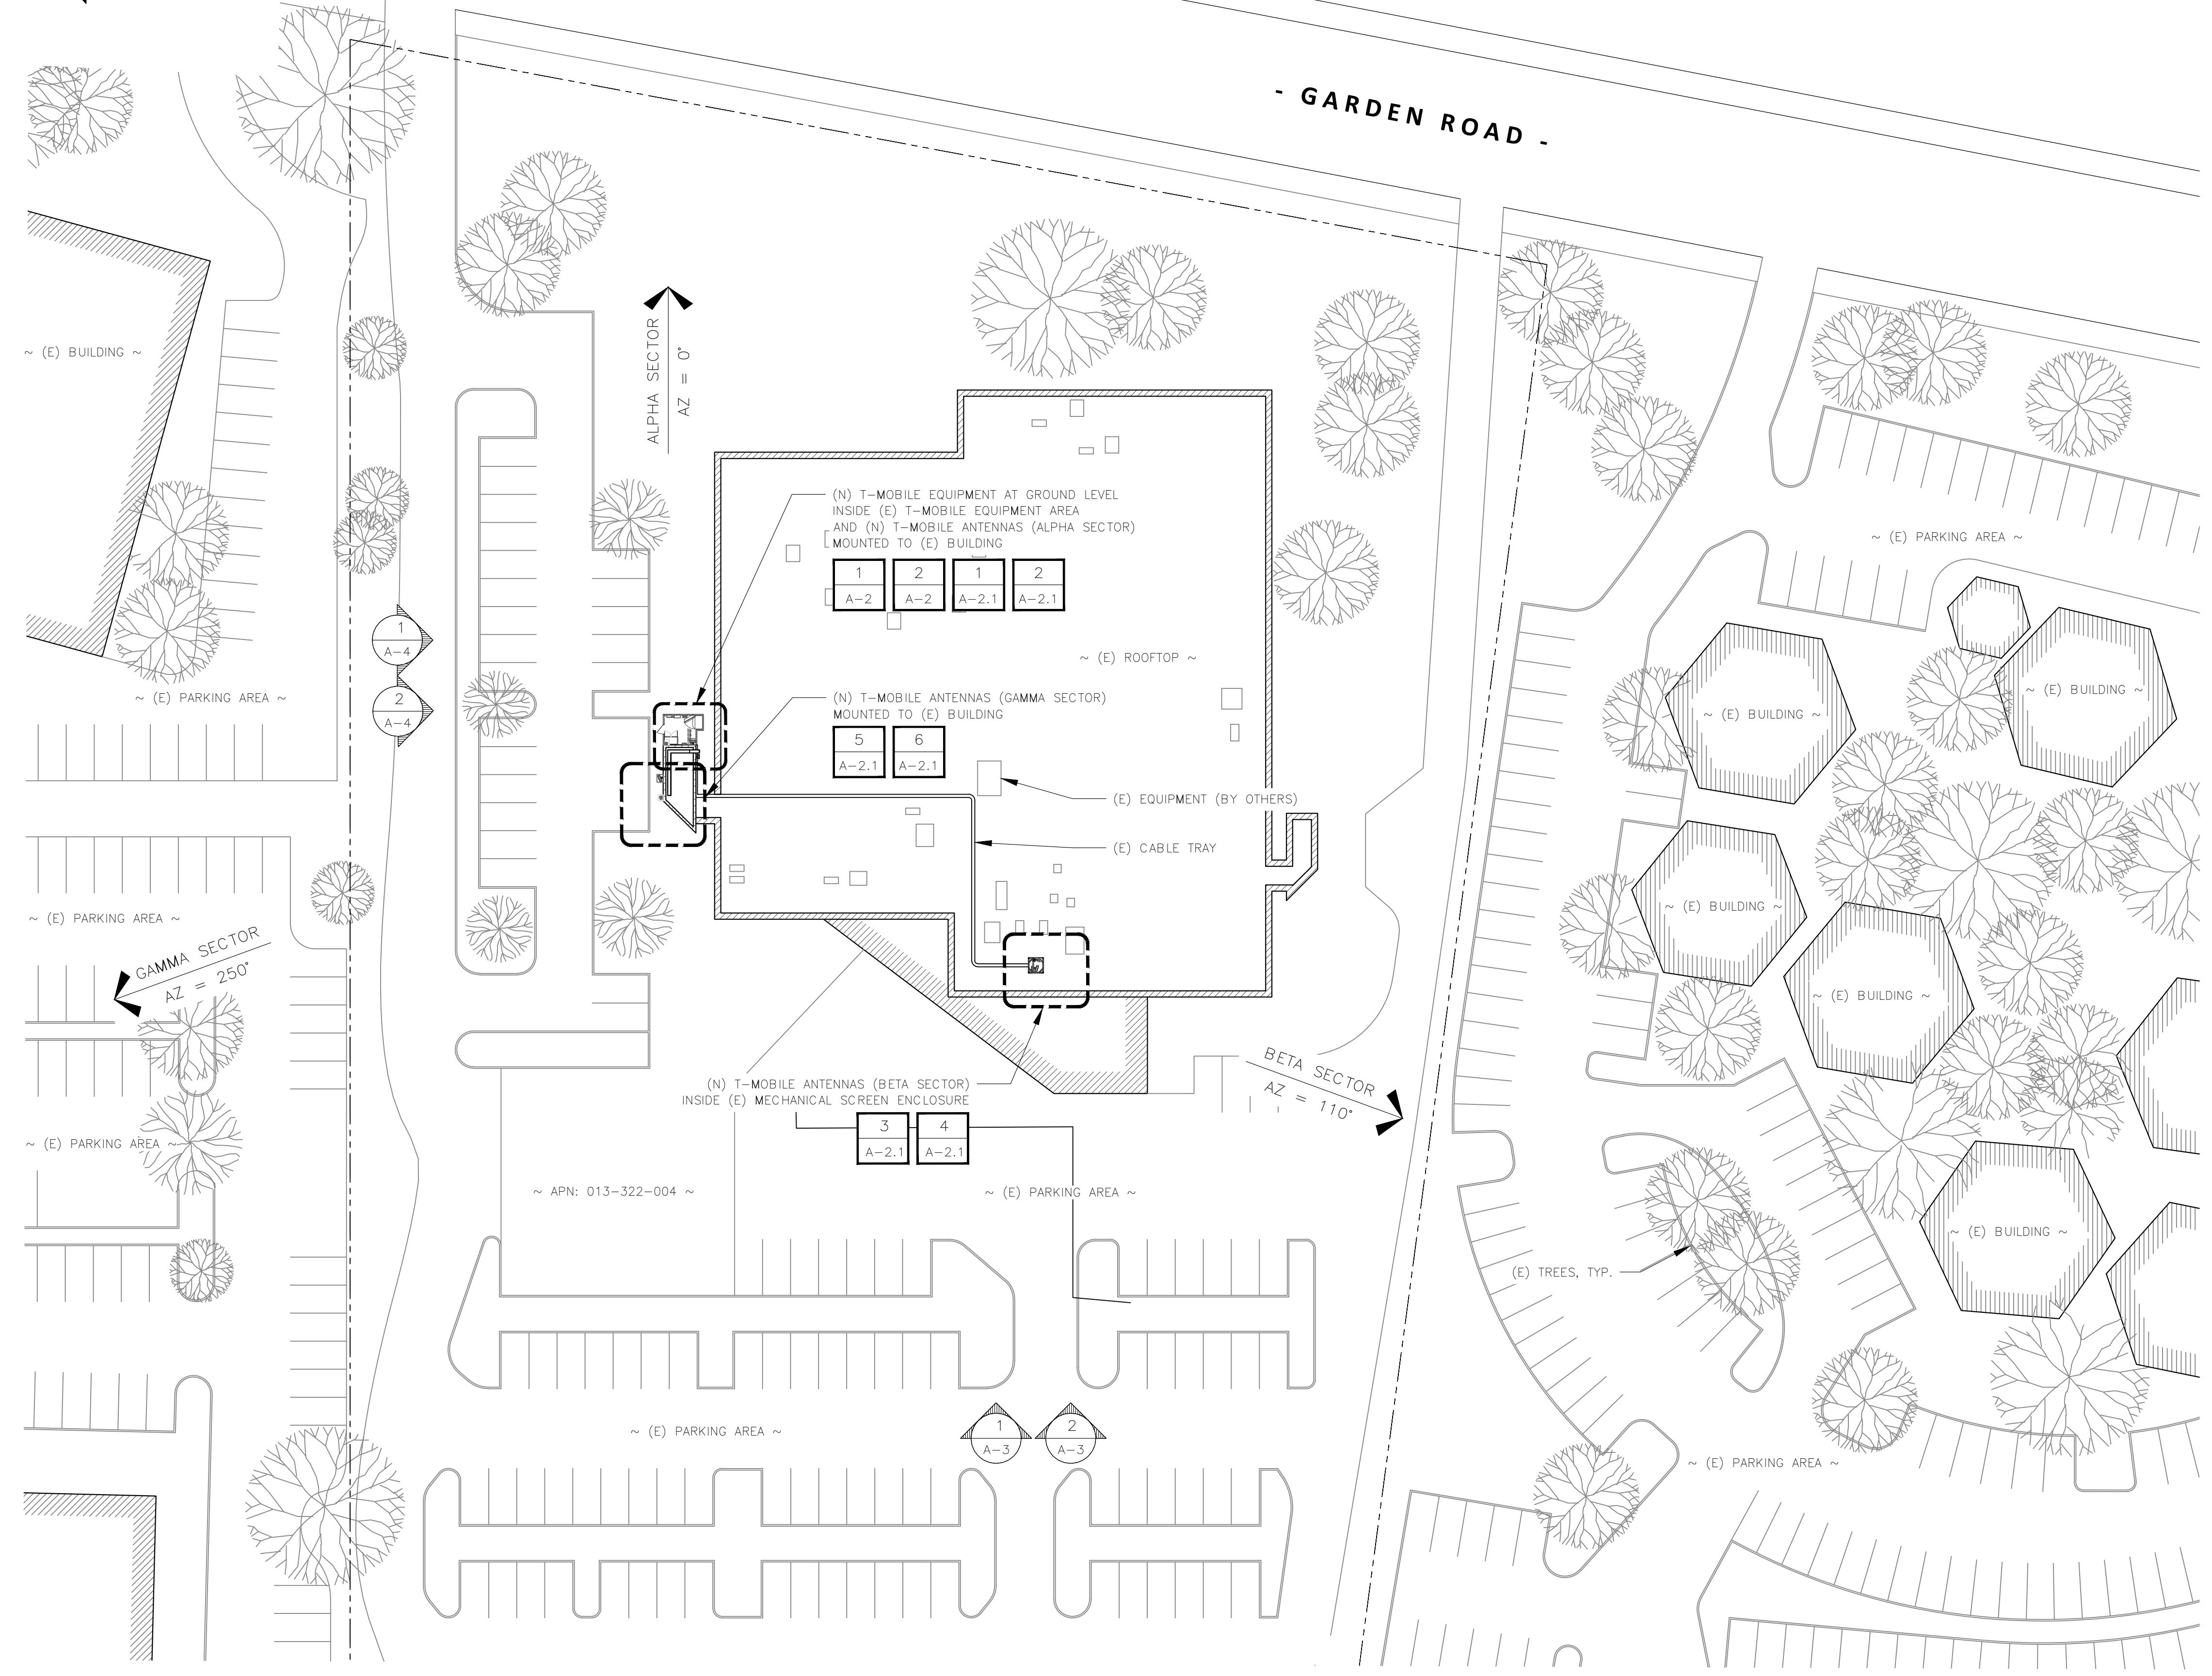 - GARDEN ROAD -
~ (E) BUILDING ~
ALPHA SECTOR
AZ = 0°
(N) T-MOBILE EQUIPMENT AT GROUND LEVEL
INSIDE (E) T-MOBILE EQUIPMENT AREA
AND (N) T-MOBILE ANTENNAS (ALPHA SECTOR)
MOUNTED TO (E) BUILDING
1
A-2
2
A-2
1
A-2.1
2
A-2.1
~ (E) PARKING AREA ~
1
A-4
2
A-4
~ (E) ROOFTOP ~
~ (E) PARKING AREA ~
(N) T-MOBILE ANTENNAS (GAMMA SECTOR)
MOUNTED TO (E) BUILDING
5
A-2.1
6
A-2.1
~ (E) BUILDING ~
~ (E) BUILDING ~
(E) EQUIPMENT (BY OTHERS)
(E) CABLE TRAY
~ (E) BUILDING ~
~ (E) PARKING AREA ~
GAMMA SECTOR
AZ = 250°
~ (E) BUILDING ~
BETA SECTOR
AZ = 110°
(N) T-MOBILE ANTENNAS (BETA SECTOR)
INSIDE (E) MECHANICAL SCREEN ENCLOSURE
3
A-2.1
4
A-2.1
~ (E) PARKING AREA ~
~ APN: 013-322-004 ~
~ (E) PARKING AREA ~
~ (E) BUILDING ~
(E) TREES, TYP.
~ (E) PARKING AREA ~
1
A-3
2
A-3
~ (E) PARKING AREA ~